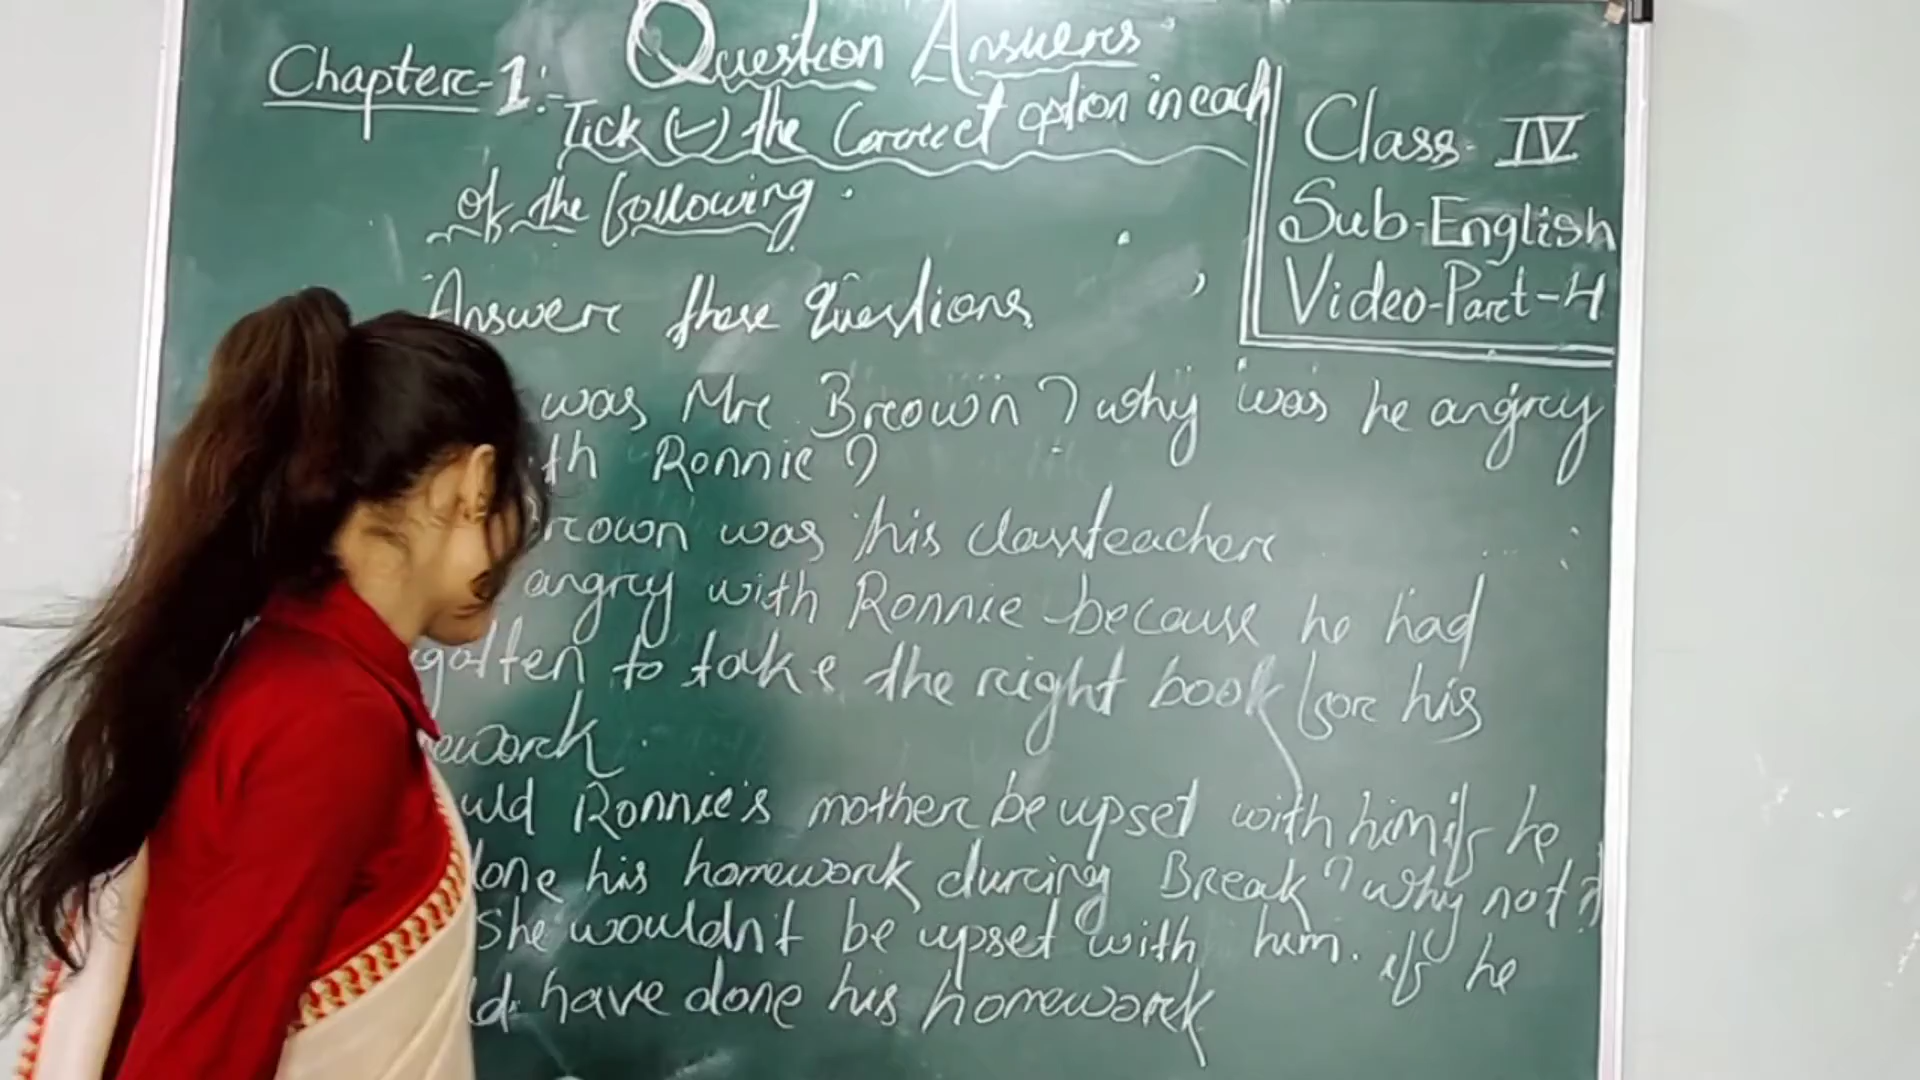 Question Answers
Chapter-1:-
Tick (✓) the Correct option in each
of the following.
Class- IV
Sub-English
Video-Part-4
Answer these Questions
was Mr Brown? why was he angry
th Ronnie?
Brown was his classteacher
angry with Ronnie because he had
gotten to take the right book for his
ework.
uld Ronnie's mother be upset with him if he
done his homework during Break? why not?
She wouldn't be upset with him. if he
ld have done his homework